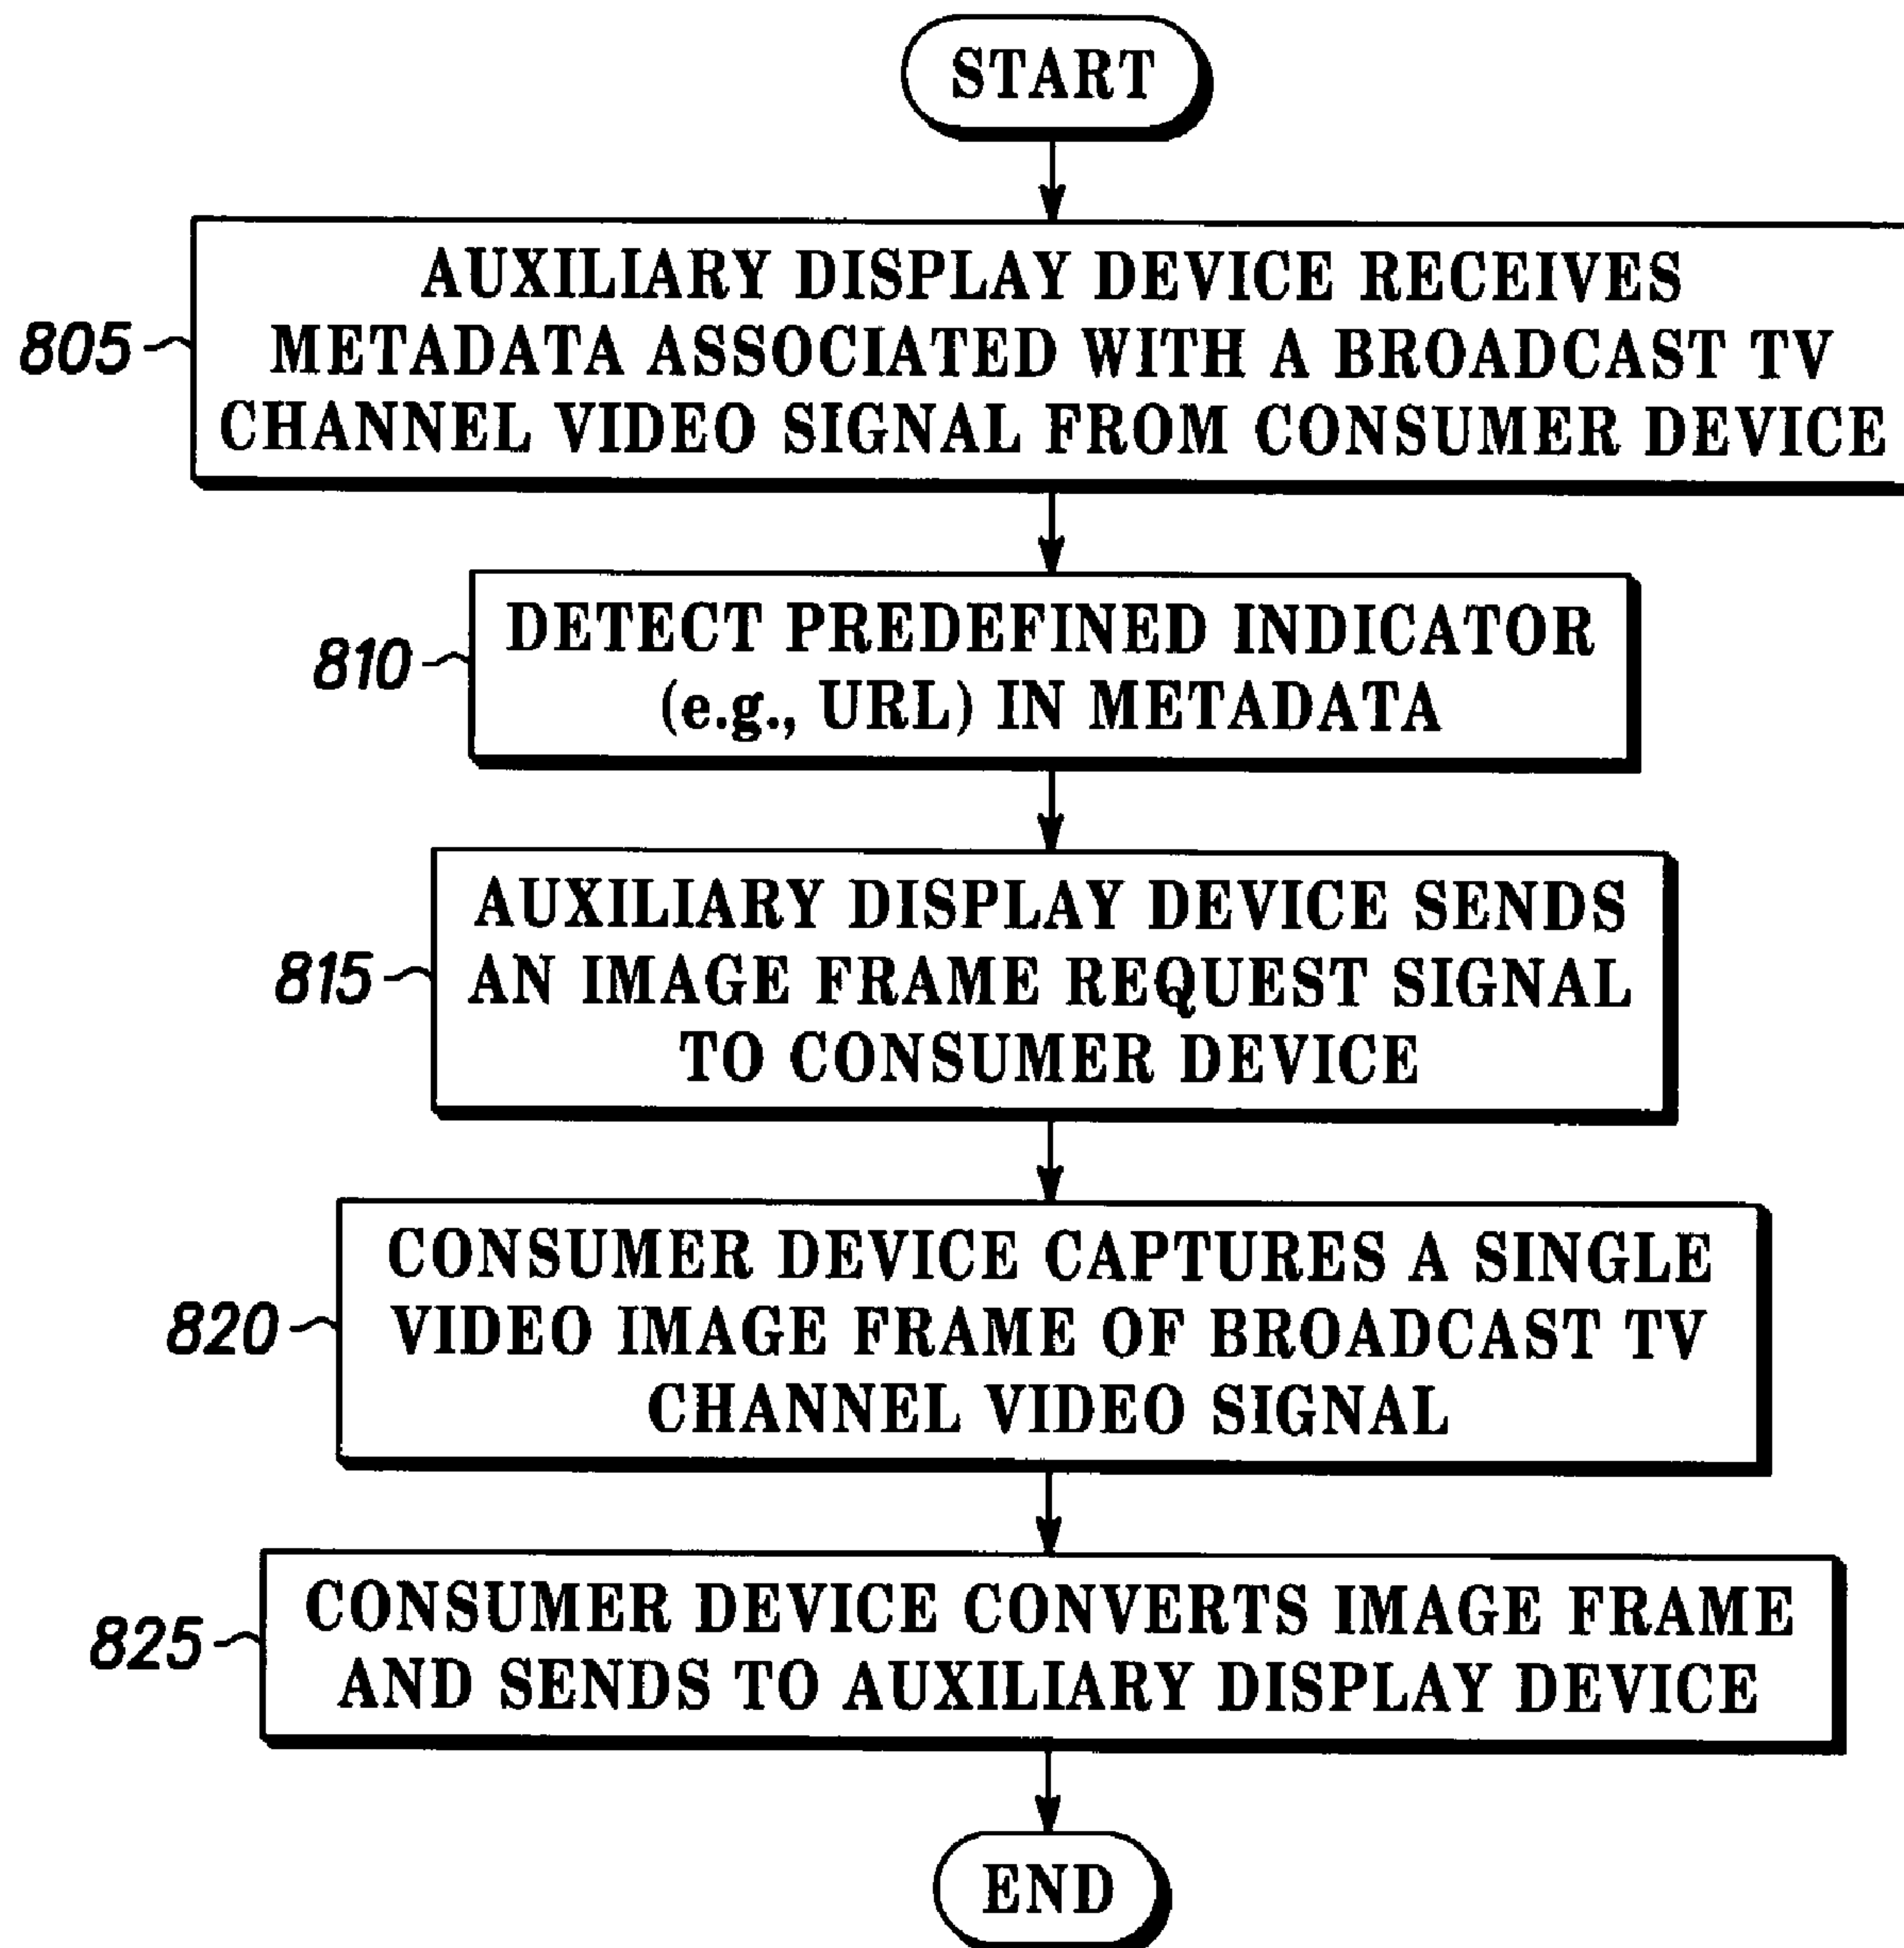 START
AUXILIARY DISPLAY DEVICE RECEIVES
805
METADATA ASSOCIATED WITH A BROADCAST TV
CHANNEL VIDEO SIGNAL FROM CONSUMER DEVICE
DETECT PREDEFINED INDICATOR
810
(e.g., URL) IN METADATA
AUXILIARY DISPLAY DEVICE SENDS
815
AN IMAGE FRAME REQUEST SIGNAL
TO CONSUMER DEVICE
CONSUMER DEVICE CAPTURES A SINGLE
820
VIDEO IMAGE FRAME OF BROADCAST TV
CHANNEL VIDEO SIGNAL
CONSUMER DEVICE CONVERTS IMAGE FRAME
825
AND SENDS TO AUXILIARY DISPLAY DEVICE
END